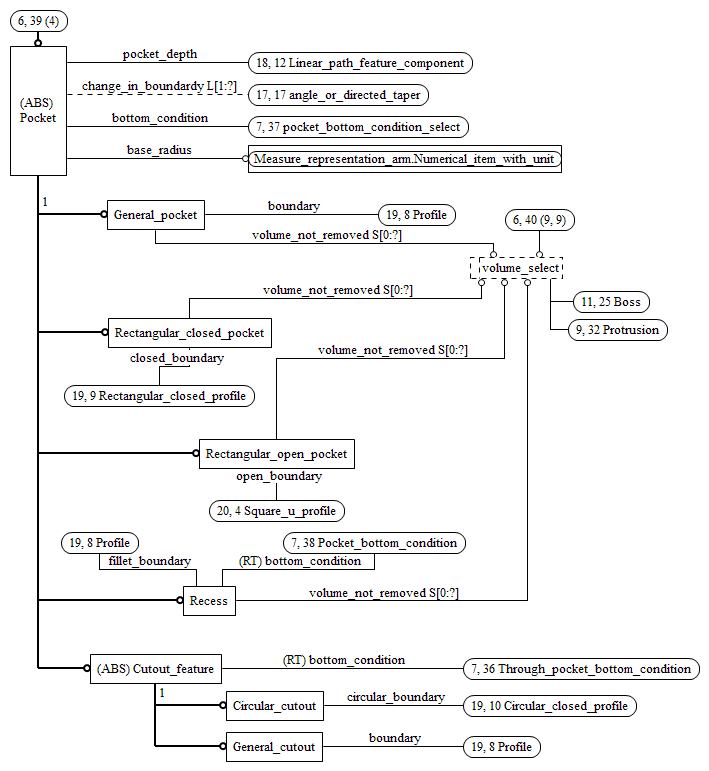 6, 39 (4)
(ABS)
Pocket
pocket_depth
18, 12 Linear_path_feature_component
change_in_boundardy L[1:?]
17, 17 angle_or_directed_taper
bottom_condition
7, 37 pocket_bottom_condition_select
base_radius
Measure_representation_arm.Numerical_item_with_unit
1
General_pocket
boundary
19, 8 Profile
6, 40 (9, 9)
volume_not_removed S[0:?]
volume_select
volume_not_removed S[0:?]
11, 25 Boss
9, 32 Protrusion
Rectangular_closed_pocket
closed_boundary
volume_not_removed S[0:?]
19, 9 Rectangular_closed_profile
Rectangular_open_pocket
open_boundary
20, 4 Square_u_profile
19, 8 Profile
7, 38 Pocket_bottom_condition
fillet_boundary
(RT) bottom_condition
Recess
volume_not_removed S[0:?]
(ABS) Cutout_feature
(RT) bottom_condition
7, 36 Through_pocket_bottom_condition
1
Circular_cutout
circular_boundary
19, 10 Circular_closed_profile
General_cutout
boundary
19, 8 Profile